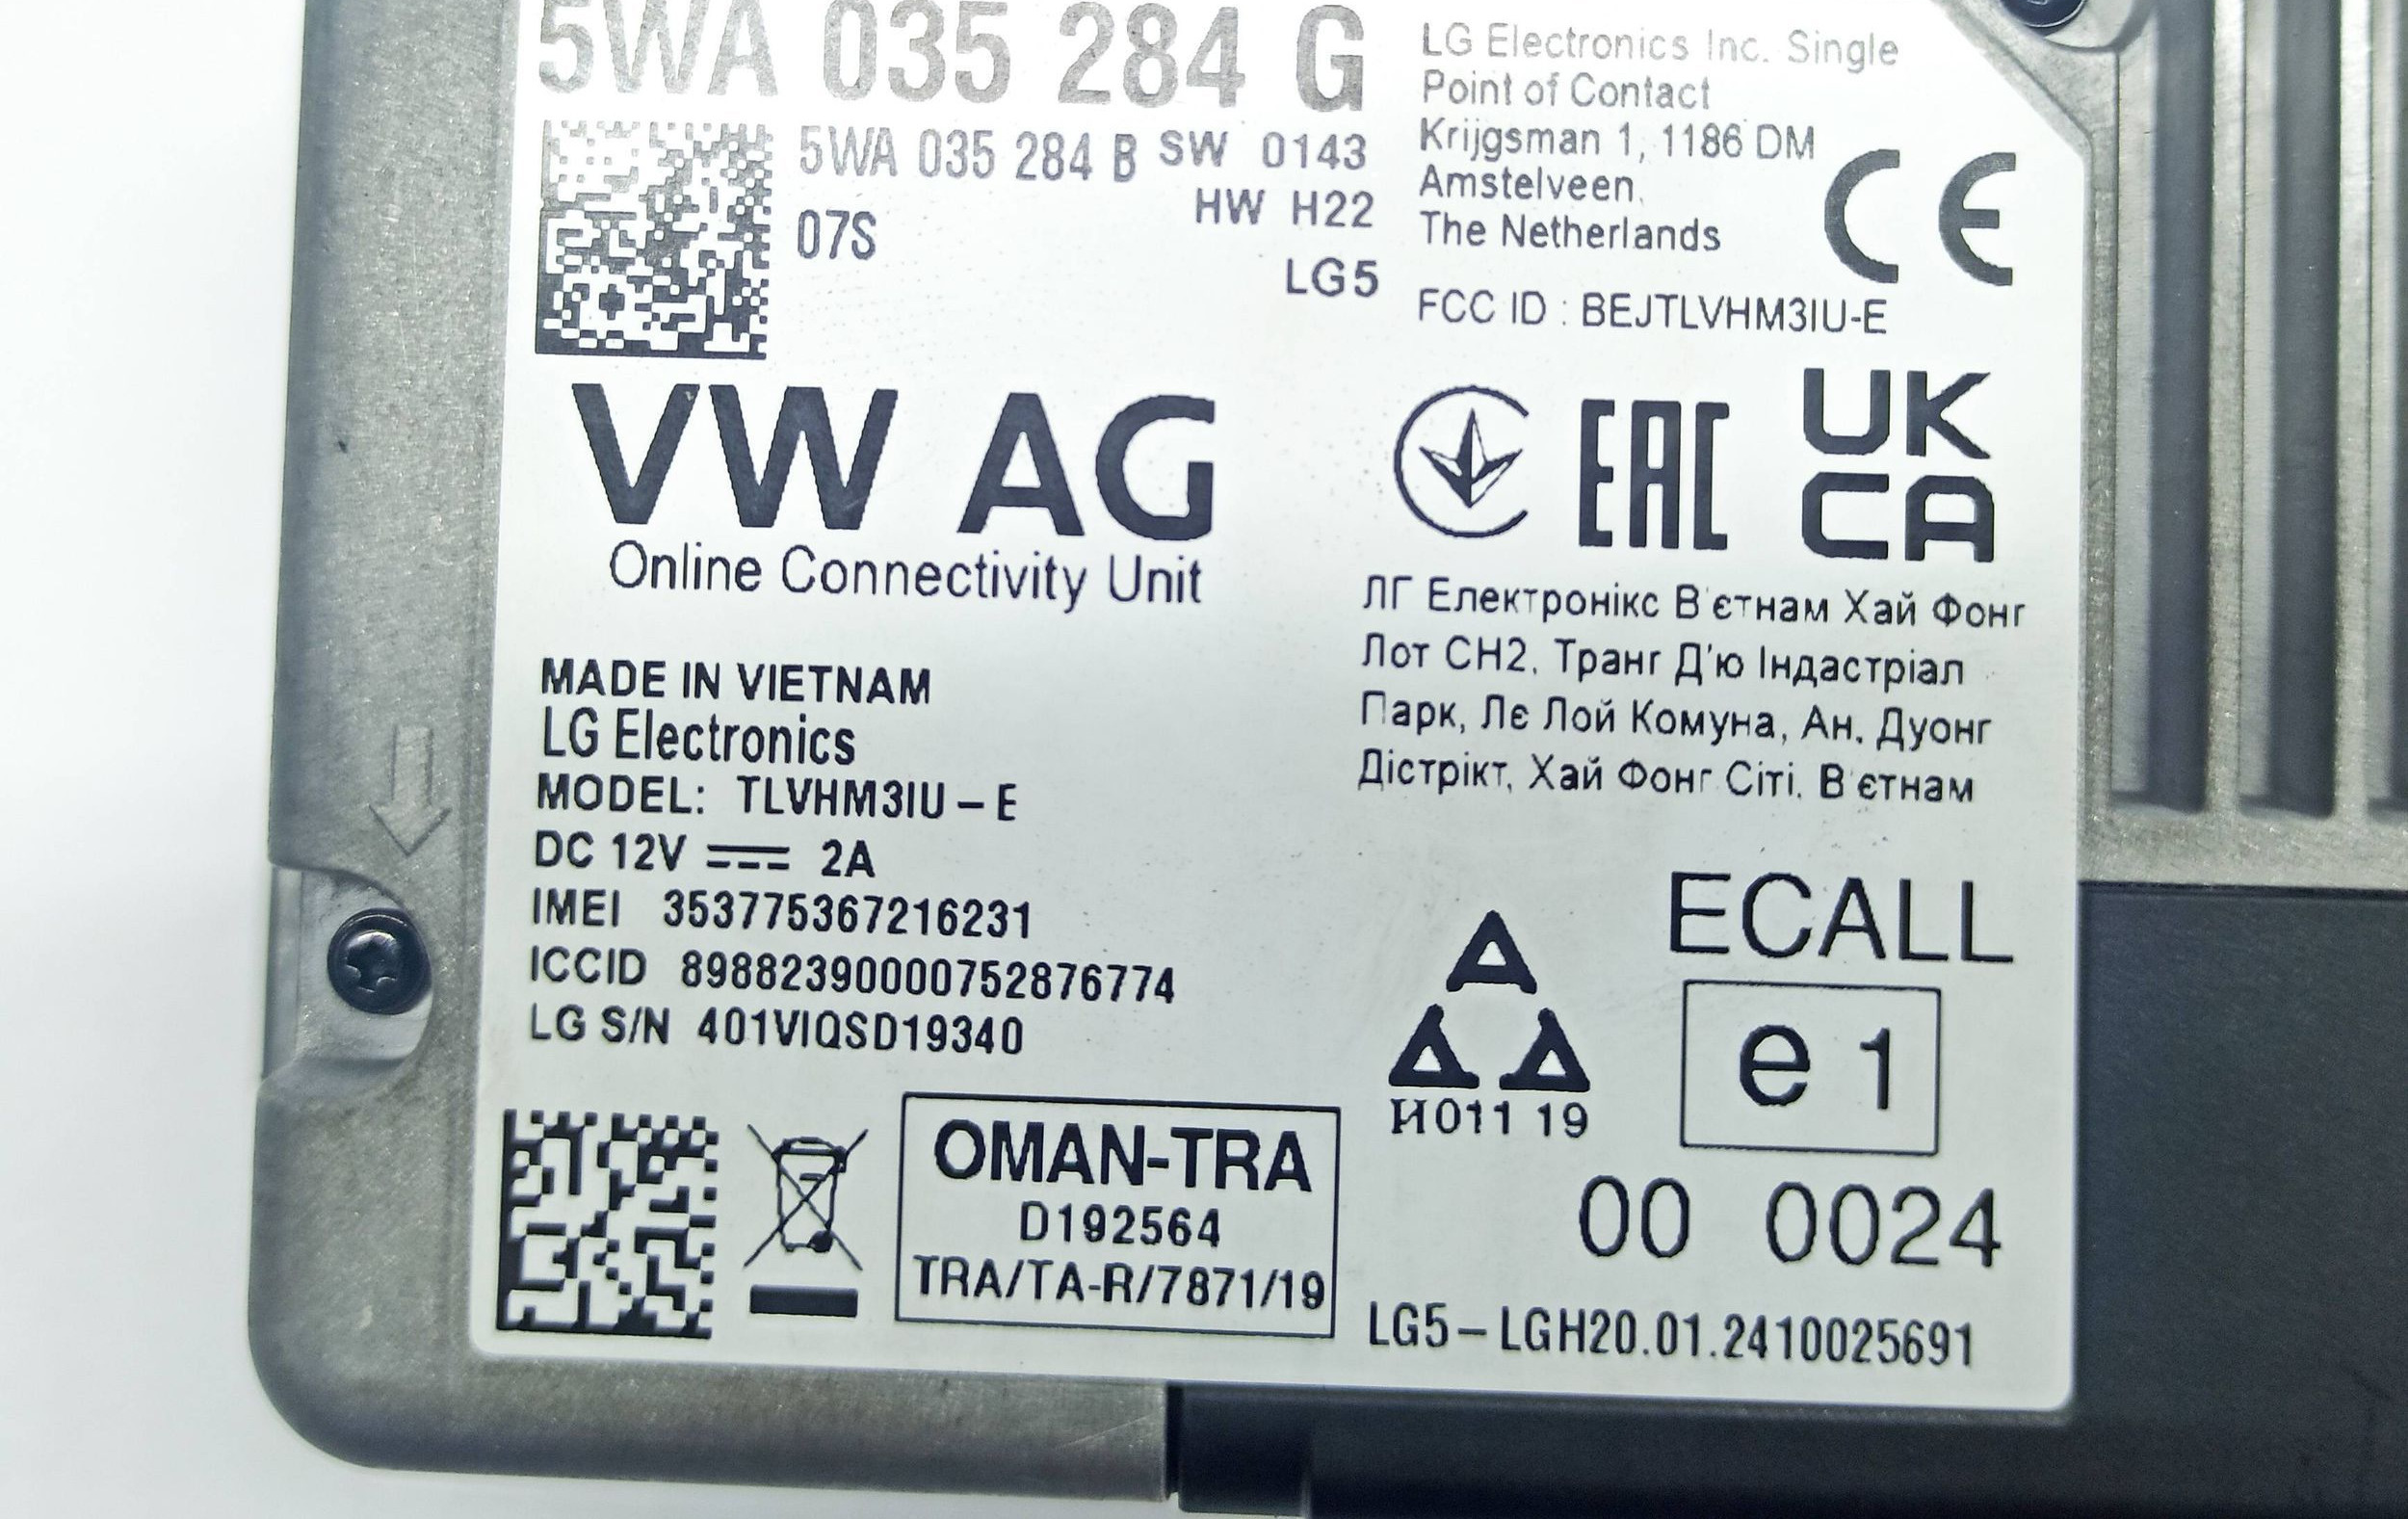 5WA 035 284 G
5WA 035 284 B SW 0143
HW H22
07S
LG5
LG Electronics Inc. Single
Point of Contact
Krijgsman 1, 1186 DM
Amstelveen,
The Netherlands
CE
FCC ID : BEJTLVHM3IU-E
VW AG
Online Connectivity Unit
EAC
UK
CA
ЛГ Електронікс В'єтнам Хай Фонг
Лот СН2, Транг Д'ю Індастріал
Парк, Лє Лой Комуна, Ан. Дуонг
Дістрікт, Хай Фонг Сіті. В'єтнам
MADE IN VIETNAM
LG Electronics
MODEL: TLVHM3IU – E
DC 12V ⎓ 2A
IMEI 353775367216231
ICCID 89882390000752876774
LG S/N 401VIQSD19340
ECALL
e 1
00 0024
И011 19
OMAN-TRA
D192564
TRA/TA-R/7871/19
LG5–LGH20.01.2410025691